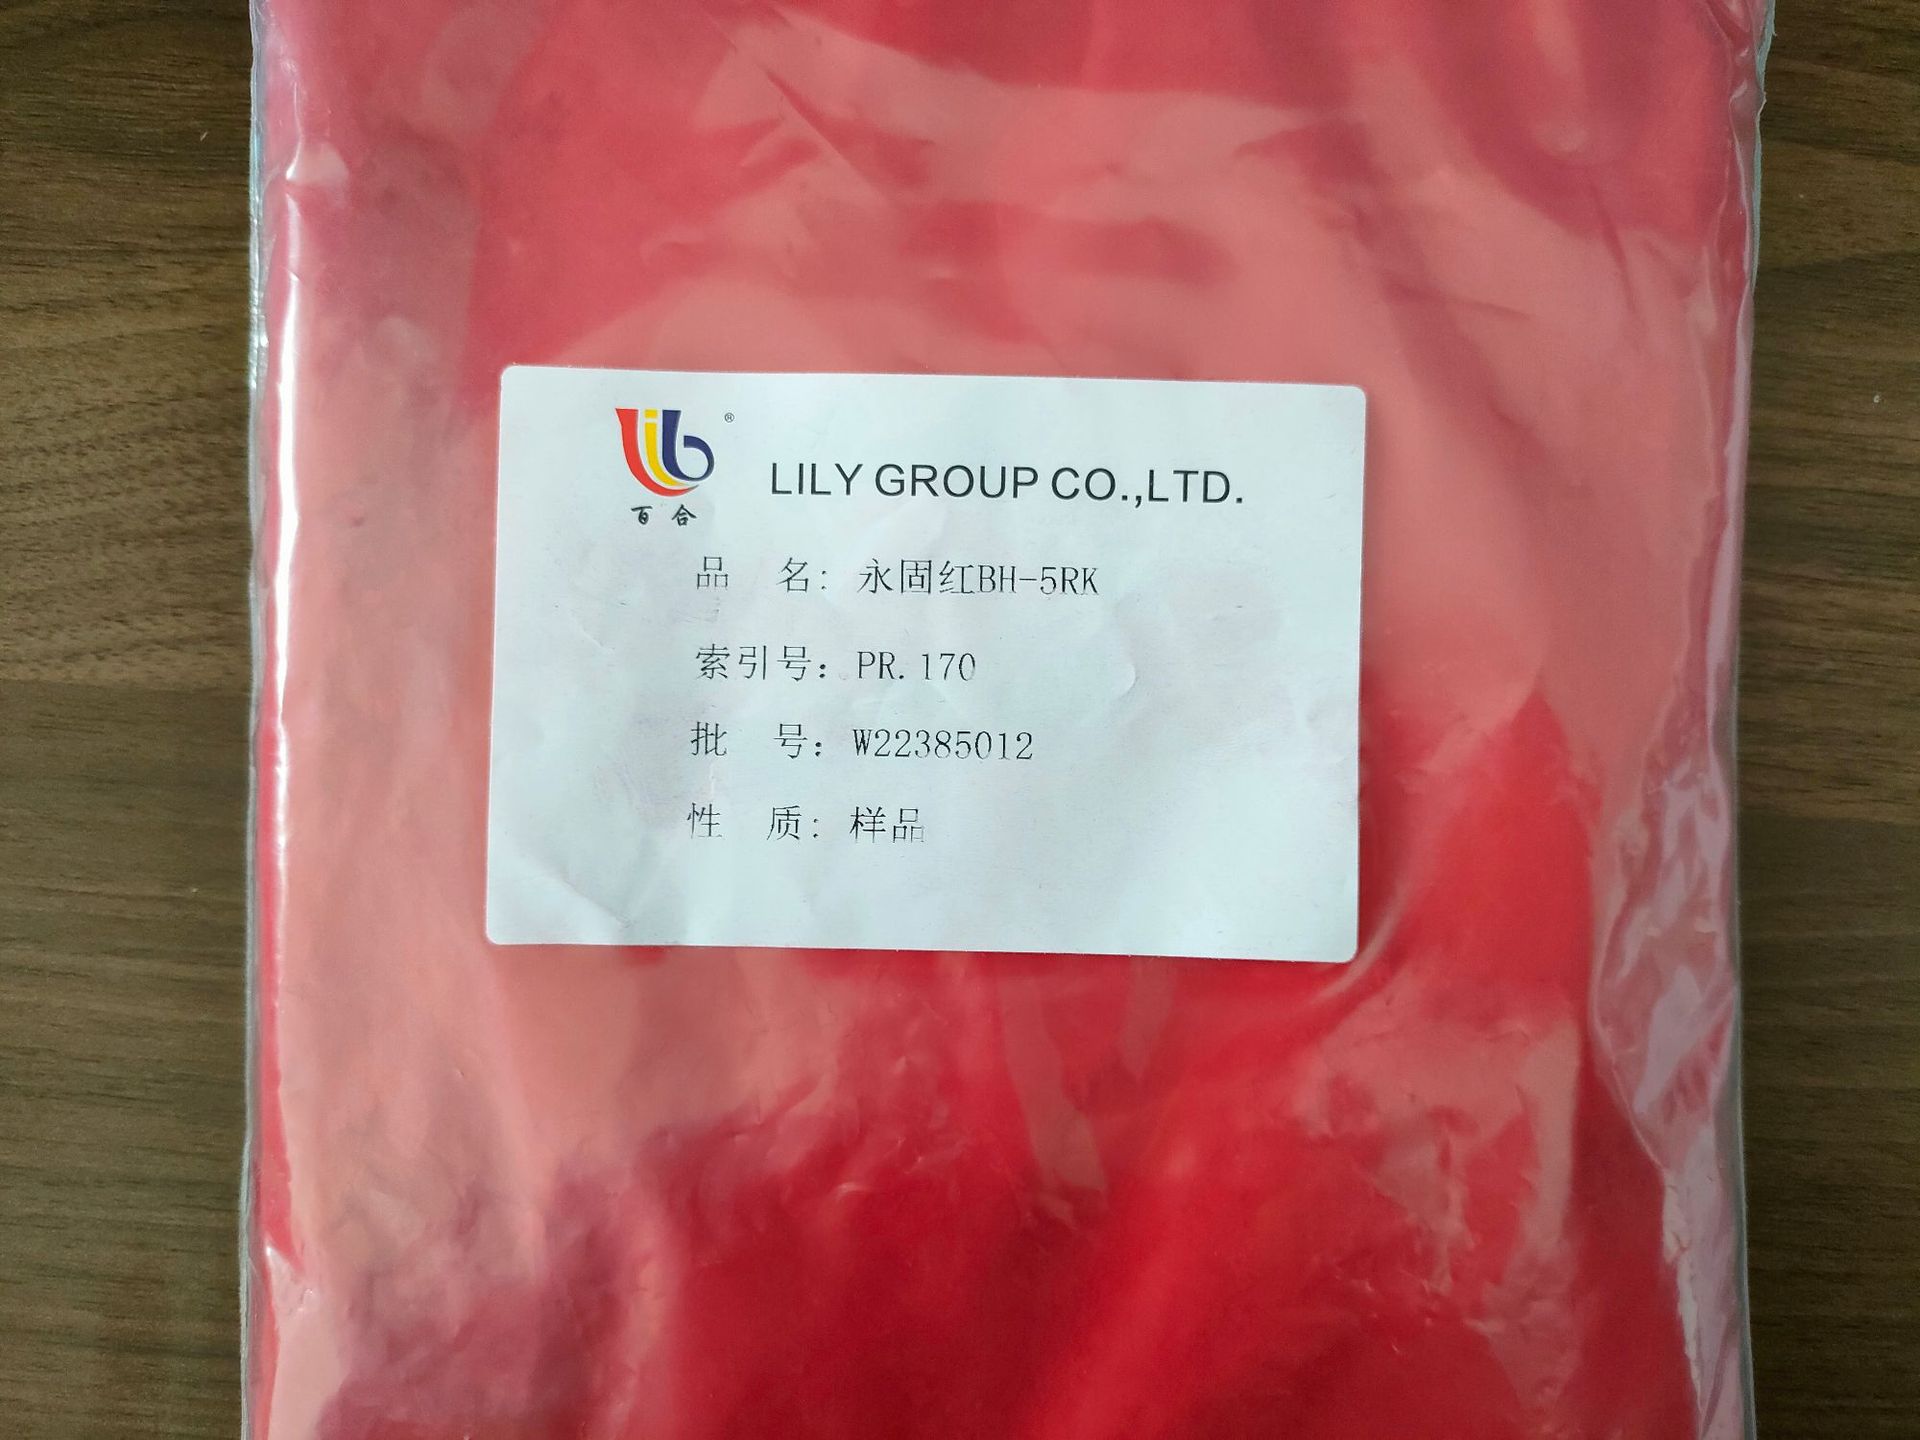 LILY GROUP CO.,LTD.
百合
品 名: 永固红BH-5RK
索引号: PR.170
批 号: W22385012
性 质: 样品